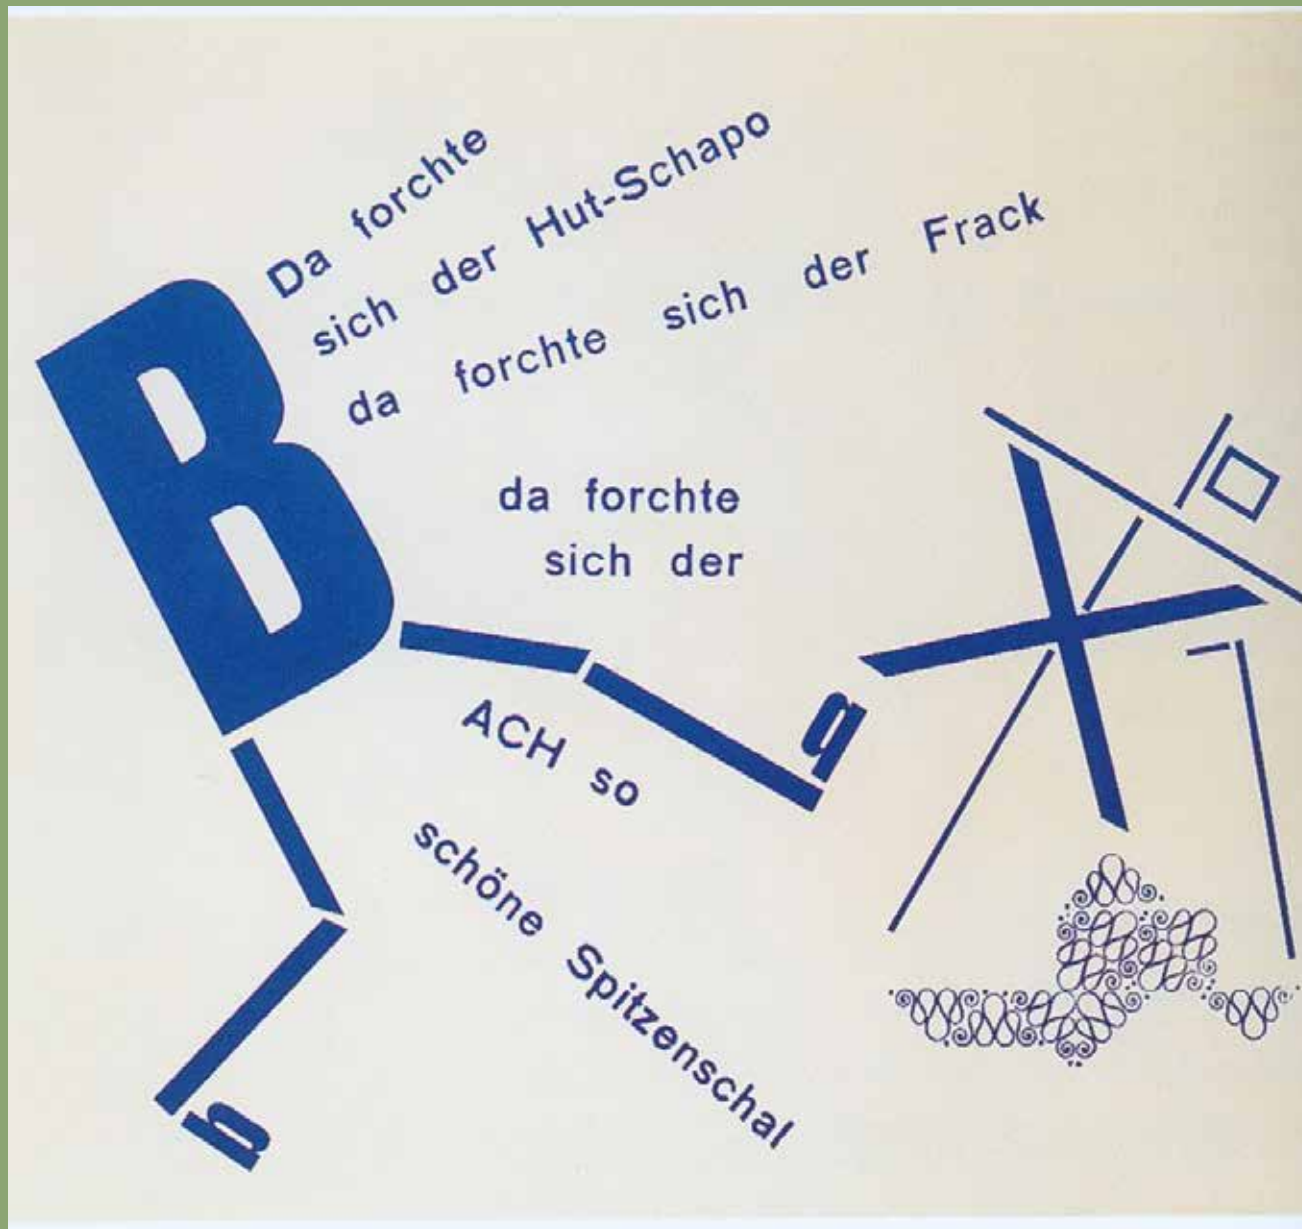 B
Da forchte
sich der Hut-Schapo
da forchte sich der Frack
da forchte
sich der
ACH so
schöne Spitzenschal
X